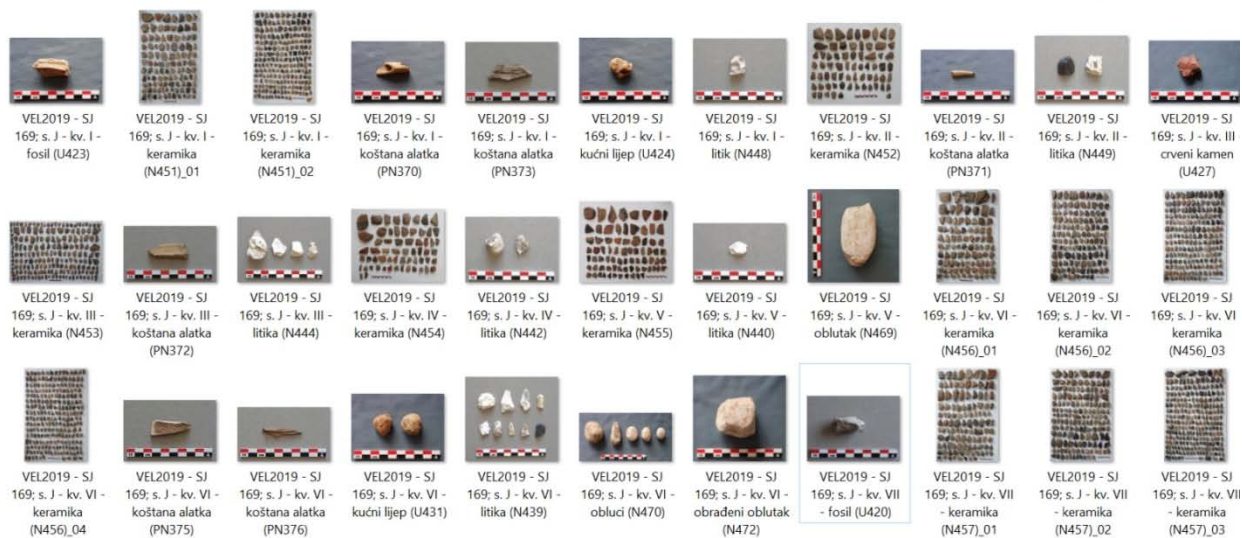 VEL2019 - SJ
169; s. J - kv. I -
fosil (U423)
VEL2019 - SJ
169; s. J - kv. I -
keramika
(N451)_01
VEL2019 - SJ
169; s. J - kv. I -
keramika
(N451)_02
VEL2019 - SJ
169; s. J - kv. I -
koštana alatka
(PN370)
VEL2019 - SJ
169; s. J - kv. I -
koštana alatka
(PN373)
VEL2019 - SJ
169; s. J - kv. I -
kućni lijep (U424)
VEL2019 - SJ
169; s. J - kv. I -
litik (N448)
VEL2019 - SJ
169; s. J - kv. II -
keramika (N452)
VEL2019 - SJ
169; s. J - kv. II -
koštana alatka
(PN371)
VEL2019 - SJ
169; s. J - kv. II -
litika (N449)
VEL2019 - SJ
169; s. J - kv. III -
crveni kamen
(U427)
VEL2019 - SJ
169; s. J - kv. III -
keramika (N453)
VEL2019 - SJ
169; s. J - kv. III -
koštana alatka
(PN372)
VEL2019 - SJ
169; s. J - kv. III -
litika (N444)
VEL2019 - SJ
169; s. J - kv. IV -
keramika (N454)
VEL2019 - SJ
169; s. J - kv. IV -
litika (N442)
VEL2019 - SJ
169; s. J - kv. V -
keramika (N455)
VEL2019 - SJ
169; s. J - kv. V -
litika (N440)
VEL2019 - SJ
169; s. J - kv. V -
oblutak (N469)
VEL2019 - SJ
169; s. J - kv. VI -
keramika
(N456)_01
VEL2019 - SJ
169; s. J - kv. VI -
keramika
(N456)_02
VEL2019 - SJ
169; s. J - kv. VI -
keramika
(N456)_03
VEL2019 - SJ
169; s. J - kv. VI -
keramika
(N456)_04
VEL2019 - SJ
169; s. J - kv. VI -
koštana alatka
(PN375)
VEL2019 - SJ
169; s. J - kv. VI -
koštana alatka
(PN376)
VEL2019 - SJ
169; s. J - kv. VI -
kućni lijep (U431)
VEL2019 - SJ
169; s. J - kv. VI -
litika (N439)
VEL2019 - SJ
169; s. J - kv. VI -
obluci (N470)
VEL2019 - SJ
169; s. J - kv. VI -
obrađeni oblutak
(N472)
VEL2019 - SJ
169; s. J - kv. VII
- fosil (U420)
VEL2019 - SJ
169; s. J - kv. VII
- keramika
(N457)_01
VEL2019 - SJ
169; s. J - kv. VII
- keramika
(N457)_02
VEL2019 - SJ
169; s. J - kv. VII
- keramika
(N457)_03